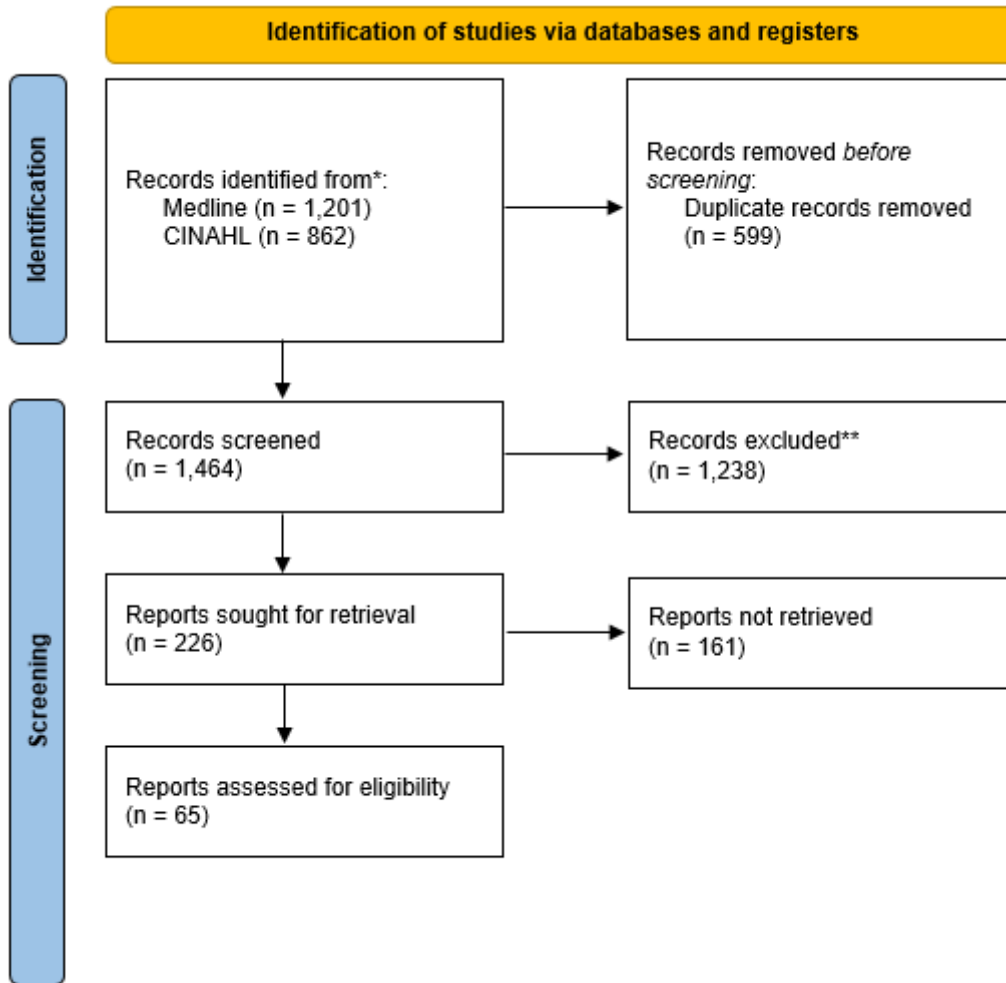 Identification of studies via databases and registers
Identification
Records identified from*:
Medline (n = 1,201)
CINAHL (n = 862)
Records removed before
screening:
Duplicate records removed
(n = 599)
Screening
Records screened
(n = 1,464)
Records excluded**
(n = 1,238)
Reports sought for retrieval
(n = 226)
Reports not retrieved
(n = 161)
Reports assessed for eligibility
(n = 65)